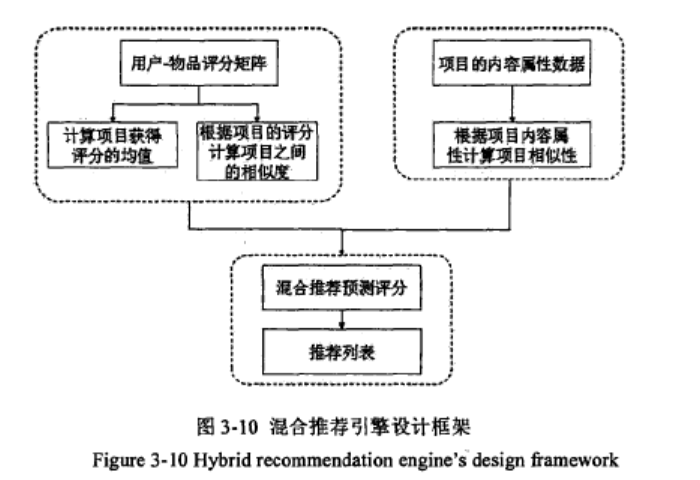 用户-物品评分矩阵
计算项目获得
评分的均值
根据项目的评分
计算项目之间
的相似度
项目的内容属性数据
根据项目内容属
性计算项目相似性
混合推荐预测评分
推荐列表
图 3-10 混合推荐引擎设计框架
Figure 3-10 Hybrid recommendation engine's design framework